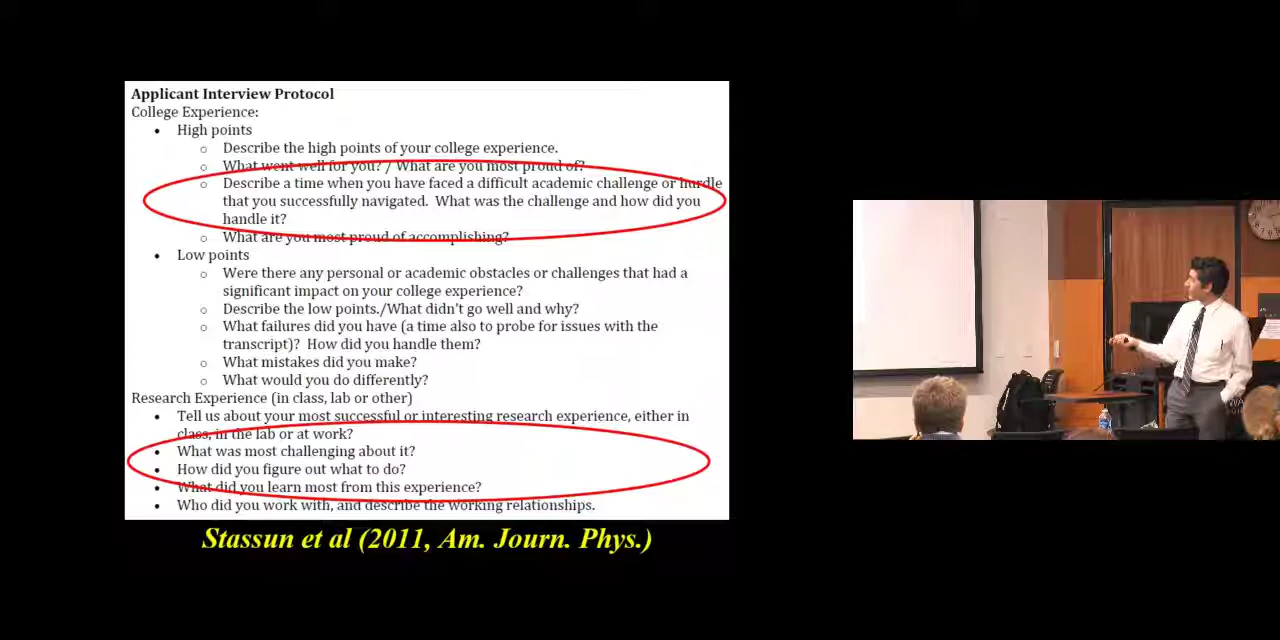 Applicant Interview Protocol
College Experience:
• High points
o Describe the high points of your college experience.
o What went well for you? / What are you most proud of?
o Describe a time when you have faced a difficult academic challenge or hurdle
that you successfully navigated. What was the challenge and how did you
handle it?
o What are you most proud of accomplishing?
• Low points
o Were there any personal or academic obstacles or challenges that had a
significant impact on your college experience?
o Describe the low points./What didn't go well and why?
o What failures did you have (a time also to probe for issues with the
transcript)? How did you handle them?
o What mistakes did you make?
o What would you do differently?
Research Experience (in class, lab or other)
• Tell us about your most successful or interesting research experience, either in
class, in the lab or at work?
• What was most challenging about it?
• How did you figure out what to do?
• What did you learn most from this experience?
• Who did you work with, and describe the working relationships.
Stassun et al (2011, Am. Journ. Phys.)